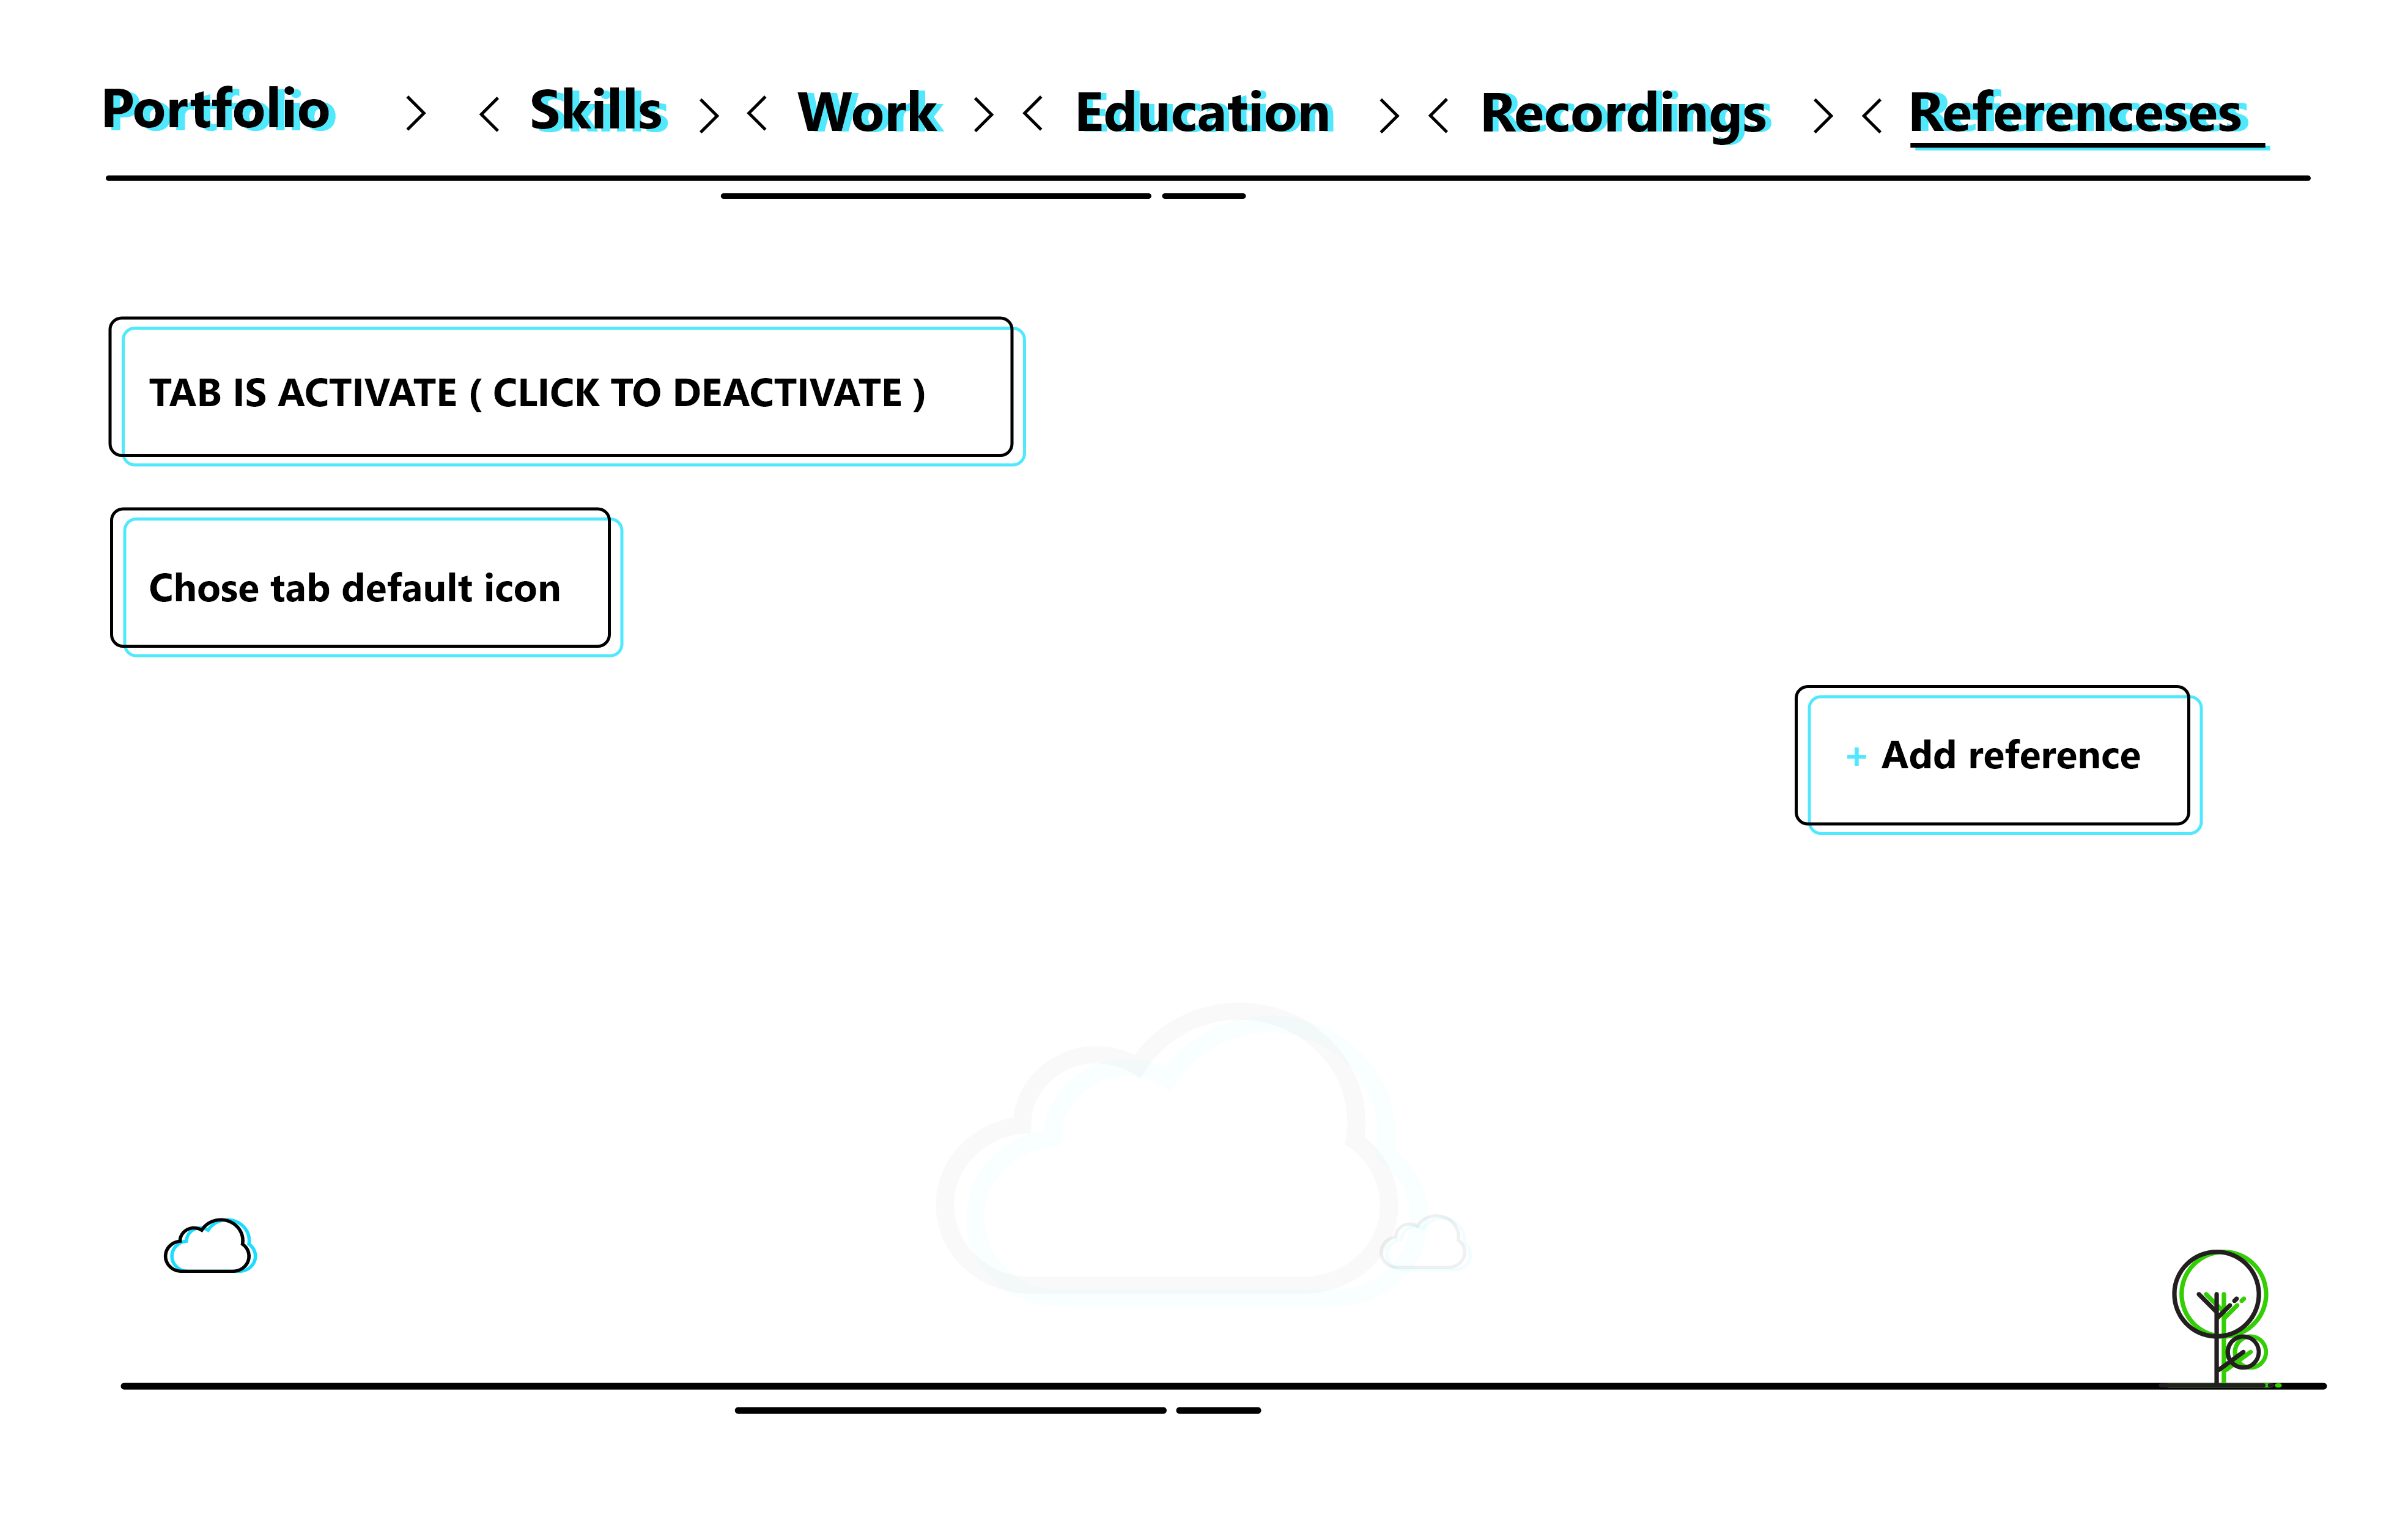 Portfolio > < Skills > < Work > < Education > < Recordings > < Referenceses
TAB IS ACTIVATE ( CLICK TO DEACTIVATE )
Chose tab default icon
+ Add reference